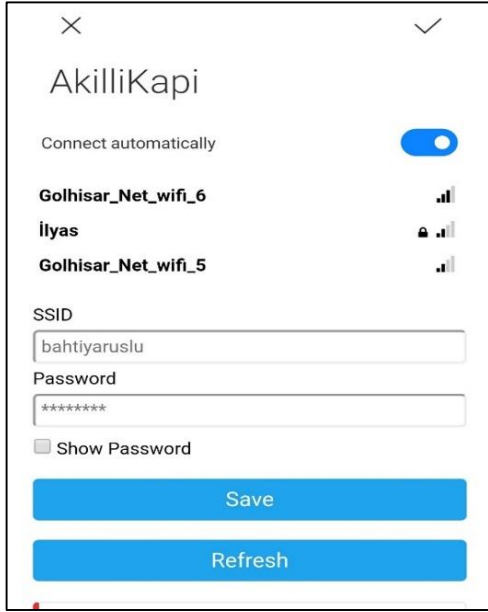 AkilliKapi
Connect automatically
Golhisar_Net_wifi_6
İlyas
Golhisar_Net_wifi_5
SSID
bahtiyaruslu
Password
********
Show Password
Save
Refresh